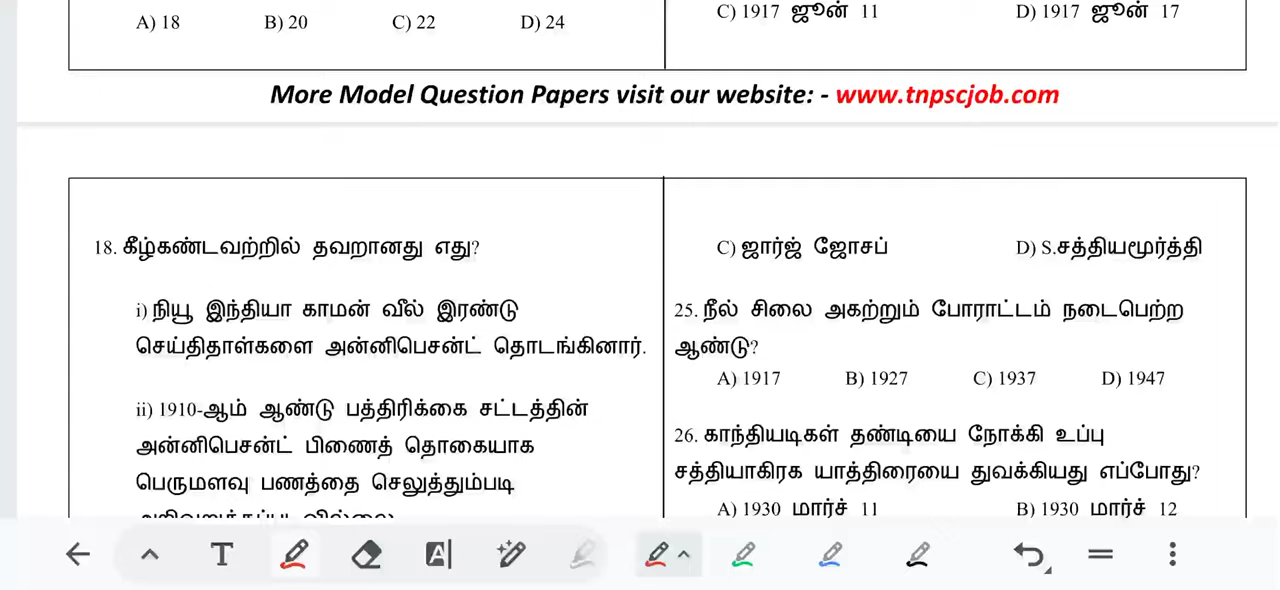 A) 18 B) 20 C) 22 D) 24
C) 1917 ஜூன் 11 D) 1917 ஜூன் 17
More Model Question Papers visit our website: - www.tnpscjob.com
18. கீழ்கண்டவற்றில் தவறானது எது?
i) நியூ இந்தியா காமன் வீல் இரண்டு
செய்திதாள்களை அன்னிபெசன்ட் தொடங்கினார்.
ii) 1910-ஆம் ஆண்டு பத்திரிக்கை சட்டத்தின்
அன்னிபெசன்ட் பிணைத் தொகையாக
பெருமளவு பணத்தை செலுத்தும்படி
C) ஜார்ஜ் ஜோசப் D) S.சத்தியமூர்த்தி
25. நீல் சிலை அகற்றும் போராட்டம் நடைபெற்ற
ஆண்டு?
A) 1917 B) 1927 C) 1937 D) 1947
26. காந்தியடிகள் தண்டியை நோக்கி உப்பு
சத்தியாகிரக யாத்திரையை துவக்கியது எப்போது?
A) 1930 மார்ச் 11 B) 1930 மார்ச் 12
T A